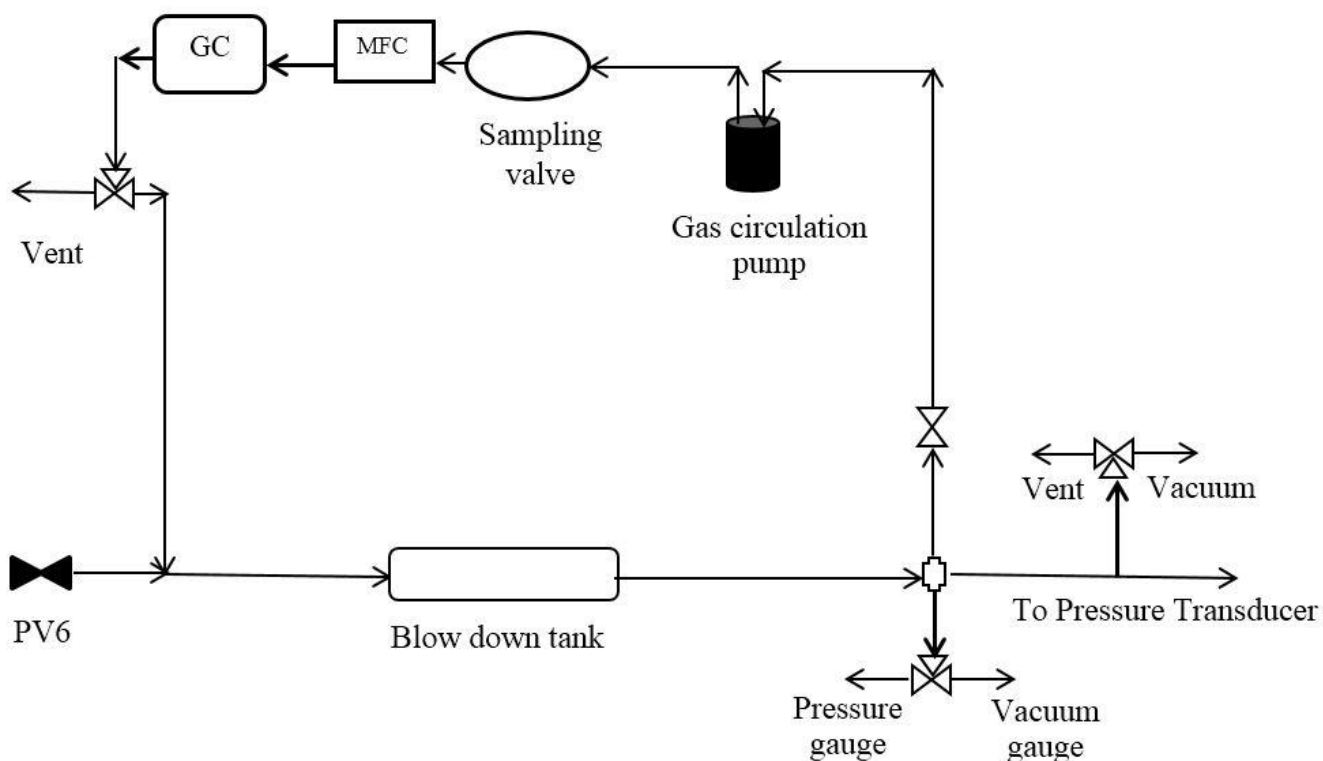 GC
MFC
Sampling
valve
Gas circulation
pump
Vent
Vent
Vacuum
PV6
Blow down tank
To Pressure Transducer
Pressure
gauge
Vacuum
gauge